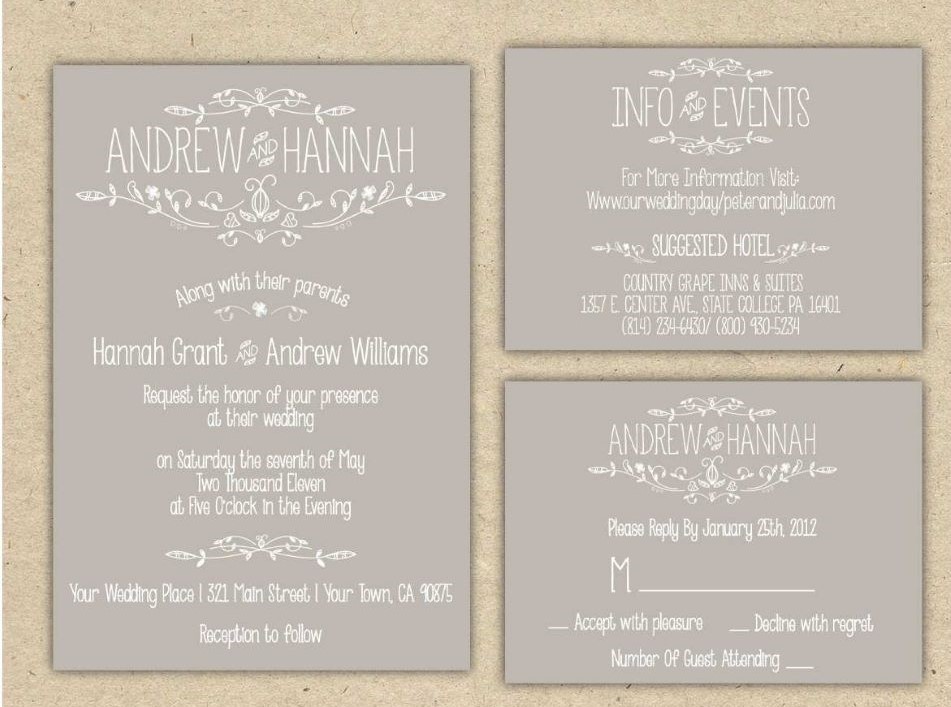 ANDREW AND HANNAH
Along with their parents
Hannah Grant AND Andrew Williams
Request the honor of your presence
at their wedding
on Saturday the seventh of May
Two Thousand Eleven
at Five O'clock in the Evening
Your Wedding Place | 321 Main Street | Your Town, CA 90875
Reception to follow
INFO AND EVENTS
For More Information Visit:
Www.ourweddingday/peterandjulia.com
SUGGESTED HOTEL
COUNTRY GRAPE INNS & SUITES
1357 E. CENTER AVE., STATE COLLEGE PA 16401
(814) 234-6430/ (800) 930-5234
ANDREW AND HANNAH
Please Reply By January 25th, 2012
M
Accept with pleasure Decline with regret
Number Of Guest Attending